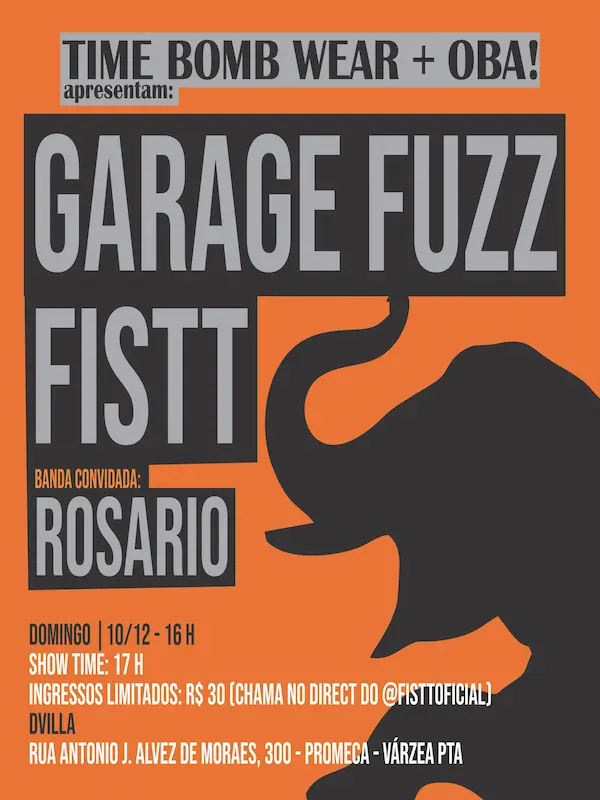 TIME BOMB WEAR + OBA!
apresentam:
GARAGE FUZZ
FISTT
BANDA CONVIDADA:
ROSARIO
DOMINGO | 10/12 - 16 H
SHOW TIME: 17 H
INGRESSOS LIMITADOS: R$ 30 (CHAMA NO DIRECT DO @FISTTOFICIAL)
DVILLA
RUA ANTONIO J. ALVEZ DE MORAES, 300 - PROMECA - VÁRZEA PTA